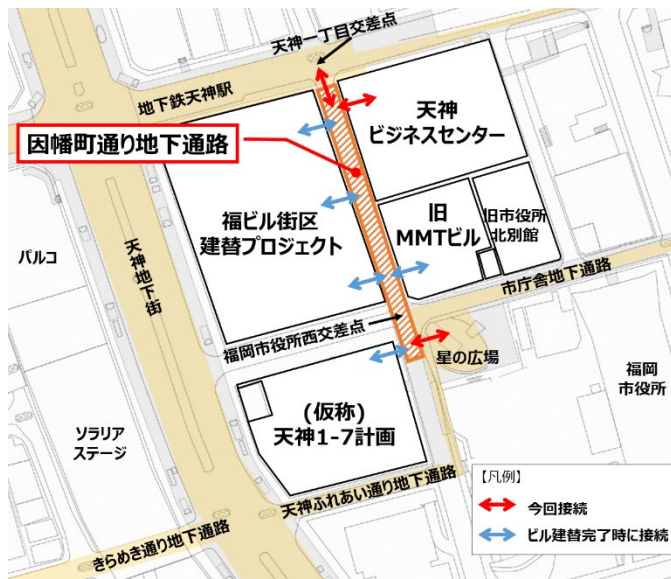 天神一丁目交差点
地下鉄天神駅
天神
ビジネスセンター
因幡町通り地下通路
福ビル街区
建替プロジェクト
旧
MMTビル
旧市役所
北別館
パルコ
天神地下街
市庁舎地下通路
福岡市役所西交差点
星の広場
福岡
市役所
(仮称)
天神1-7計画
ソラリア
ステージ
【凡例】
今回接続
ビル建替完了時に接続
天神ふれあい通り地下通路
きらめき通り地下通路